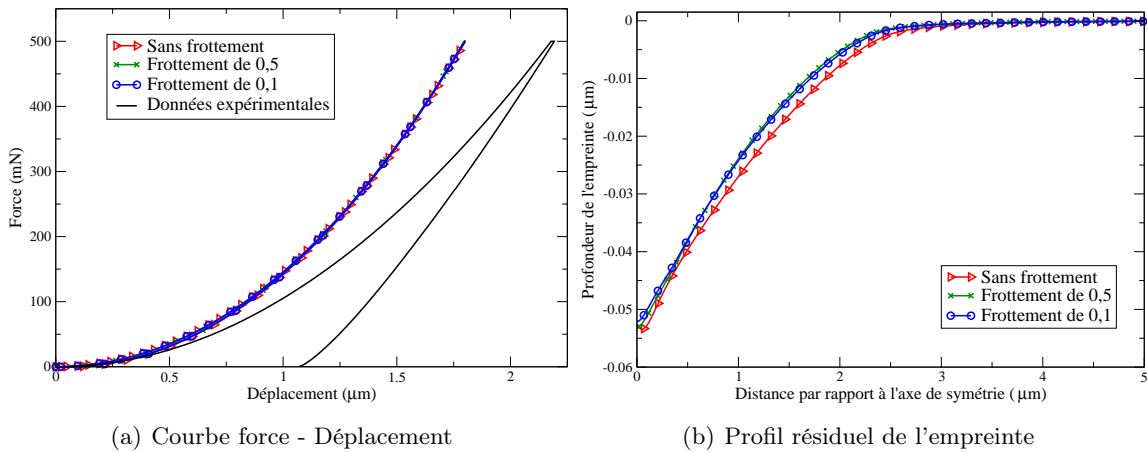 500
400
300
200
100
0
Force (mN)
Sans frottement
Frottement de 0,5
Frottement de 0,1
Données expérimentales
0 0.5 1 1.5 2
Déplacement (μm)
(a) Courbe force - Déplacement
0
-0.01
-0.02
-0.03
-0.04
-0.05
-0.06
Profondeur de l'empreinte (μm)
Sans frottement
Frottement de 0,5
Frottement de 0,1
0 1 2 3 4 5
Distance par rapport à l'axe de symétrie (μm)
(b) Profil résiduel de l'empreinte